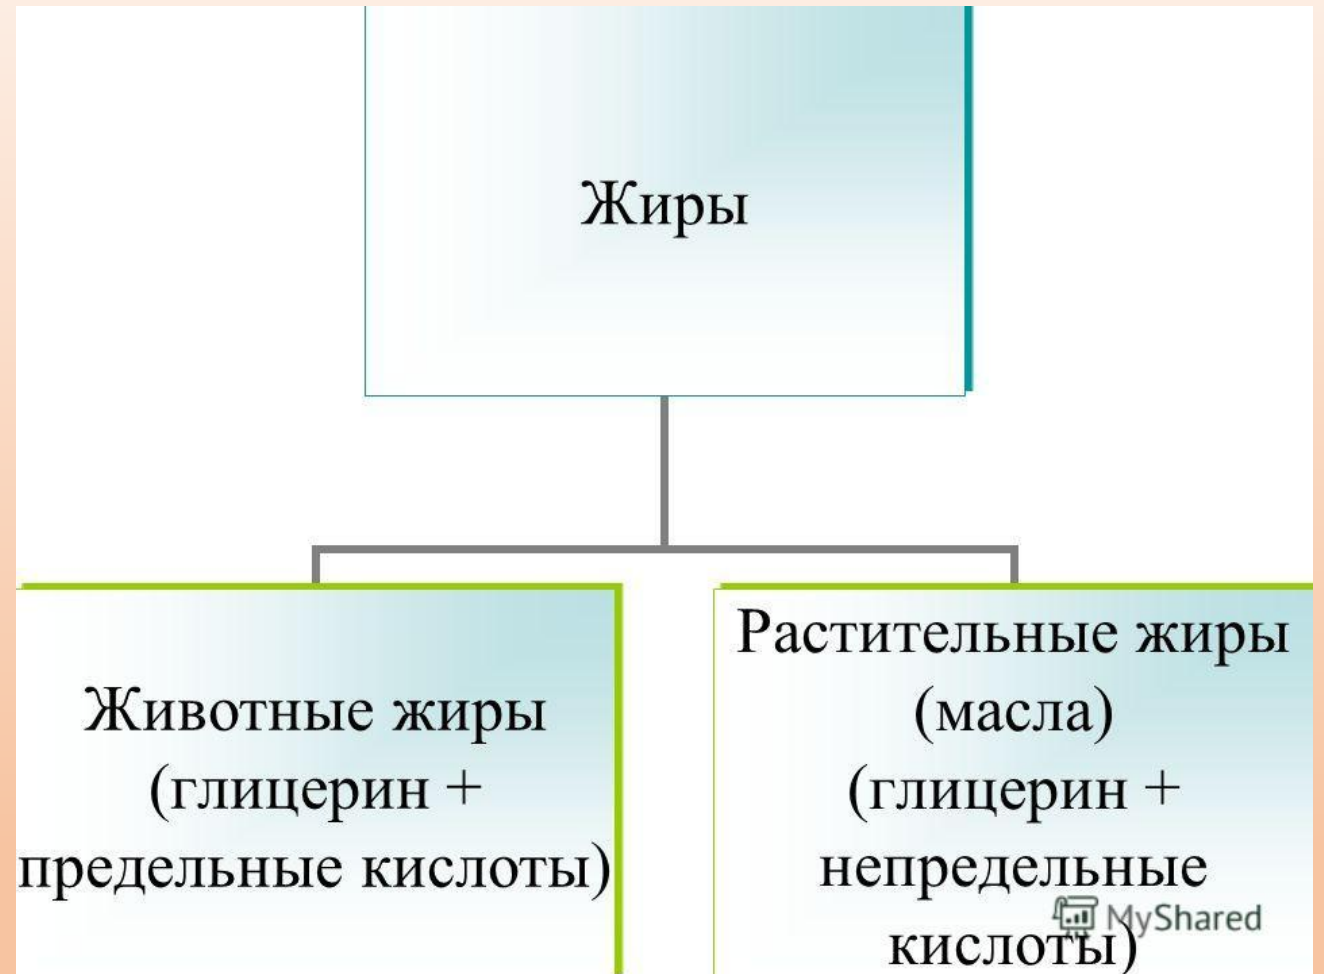 Жиры
Животные жиры
(глицерин +
предельные кислоты)
Растительные жиры
(масла)
(глицерин +
непредельные
кислоты)
MyShared